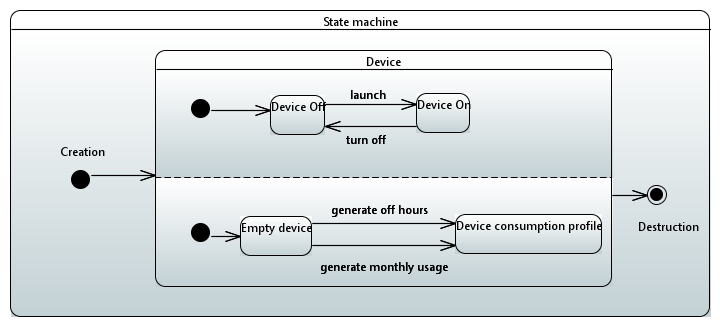 State machine
Device
launch
Device Off
Device On
turn off
Creation
generate off hours
Empty device
Device consumption profile
Destruction
generate monthly usage